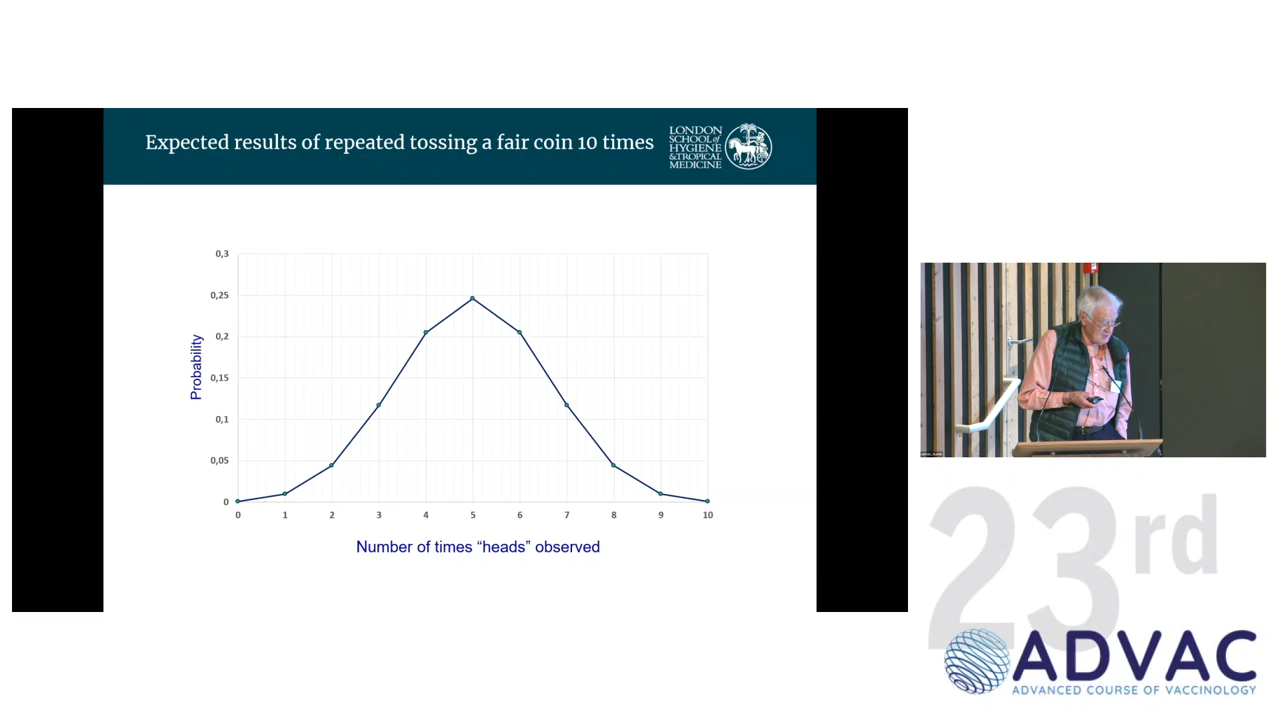 Expected results of repeated tossing a fair coin 10 times
LONDON
SCHOOL of
HYGIENE
& TROPICAL
MEDICINE
0,3
0,25
0,2
0,15
0,1
0,05
0
Probability
0 1 2 3 4 5 6 7 8 9 10
Number of times “heads” observed
23rd
ADVAC
ADVANCED COURSE OF VACCINOLOGY